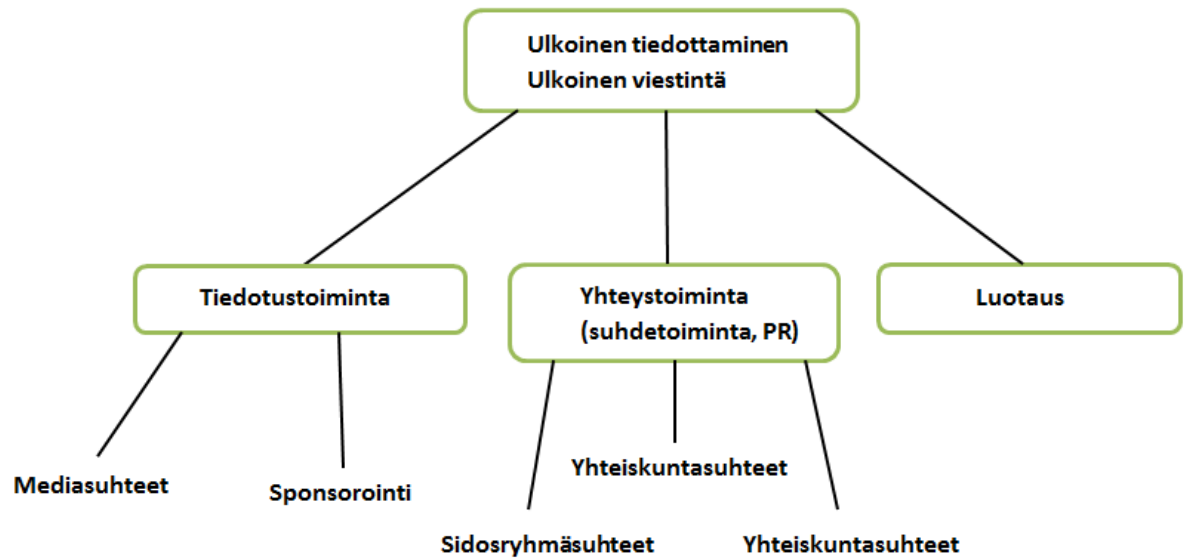 Ulkoinen tiedottaminen
Ulkoinen viestintä
Tiedotustoiminta
Yhteystoiminta
(suhdetoiminta, PR)
Luotaus
Mediasuhteet
Sponsorointi
Yhteiskuntasuhteet
Sidosryhmäsuhteet
Yhteiskuntasuhteet